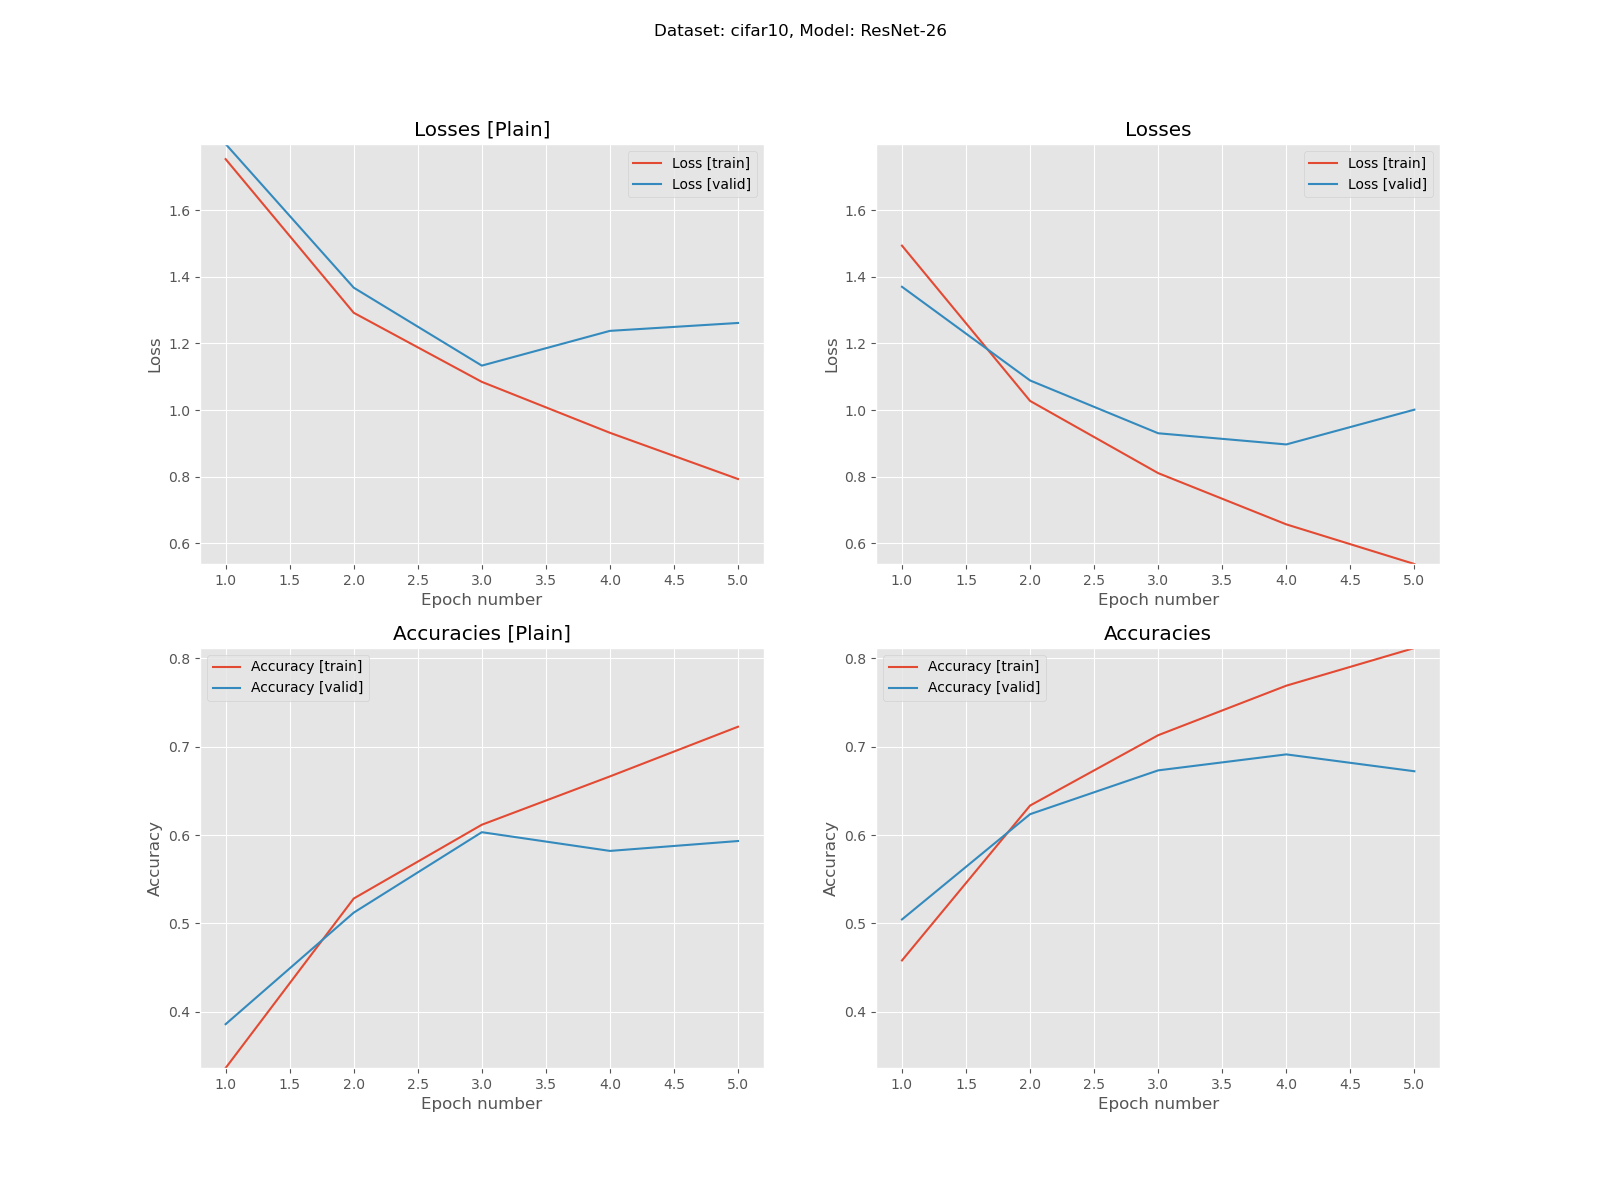 Dataset: cifar10, Model: ResNet-26
Losses [Plain]
Loss [train]
Loss [valid]
1.6
1.4
1.2
1.0
0.8
0.6
Loss
1.0 1.5 2.0 2.5 3.0 3.5 4.0 4.5 5.0
Epoch number
Losses
Loss [train]
Loss [valid]
1.6
1.4
1.2
1.0
0.8
0.6
Loss
1.0 1.5 2.0 2.5 3.0 3.5 4.0 4.5 5.0
Epoch number
Accuracies [Plain]
Accuracy [train]
Accuracy [valid]
0.8
0.7
0.6
0.5
0.4
Accuracy
1.0 1.5 2.0 2.5 3.0 3.5 4.0 4.5 5.0
Epoch number
Accuracies
Accuracy [train]
Accuracy [valid]
0.8
0.7
0.6
0.5
0.4
Accuracy
1.0 1.5 2.0 2.5 3.0 3.5 4.0 4.5 5.0
Epoch number